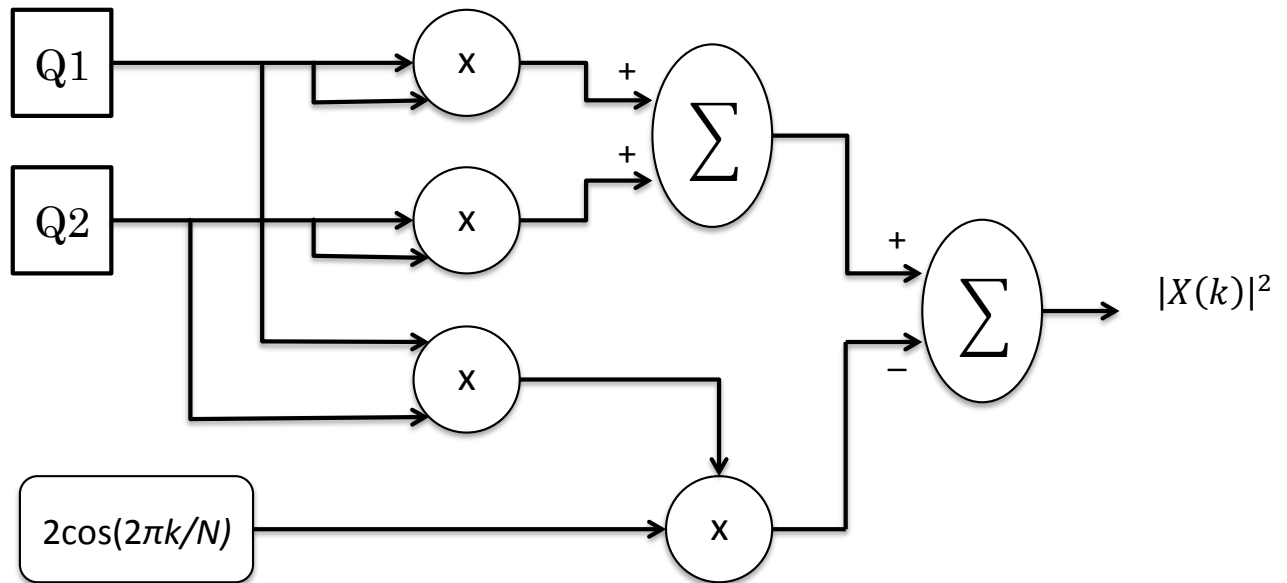 Q1
x
+
∑
Q2
x
+
+
∑
|X(k)|²
x
−
2cos(2πk/N)
x